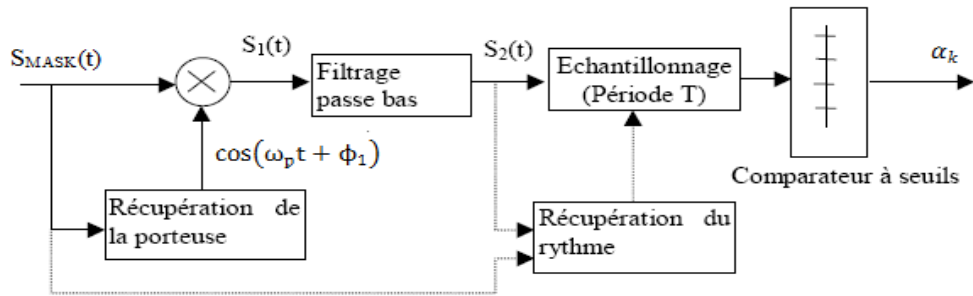 S_MASK(t)
S₁(t)
Filtrage
passe bas
S₂(t)
Echantillonnage
(Période T)
α_k
cos(ω_p t + ϕ₁)
Comparateur à seuils
Récupération de
la porteuse
Récupération du
rythme